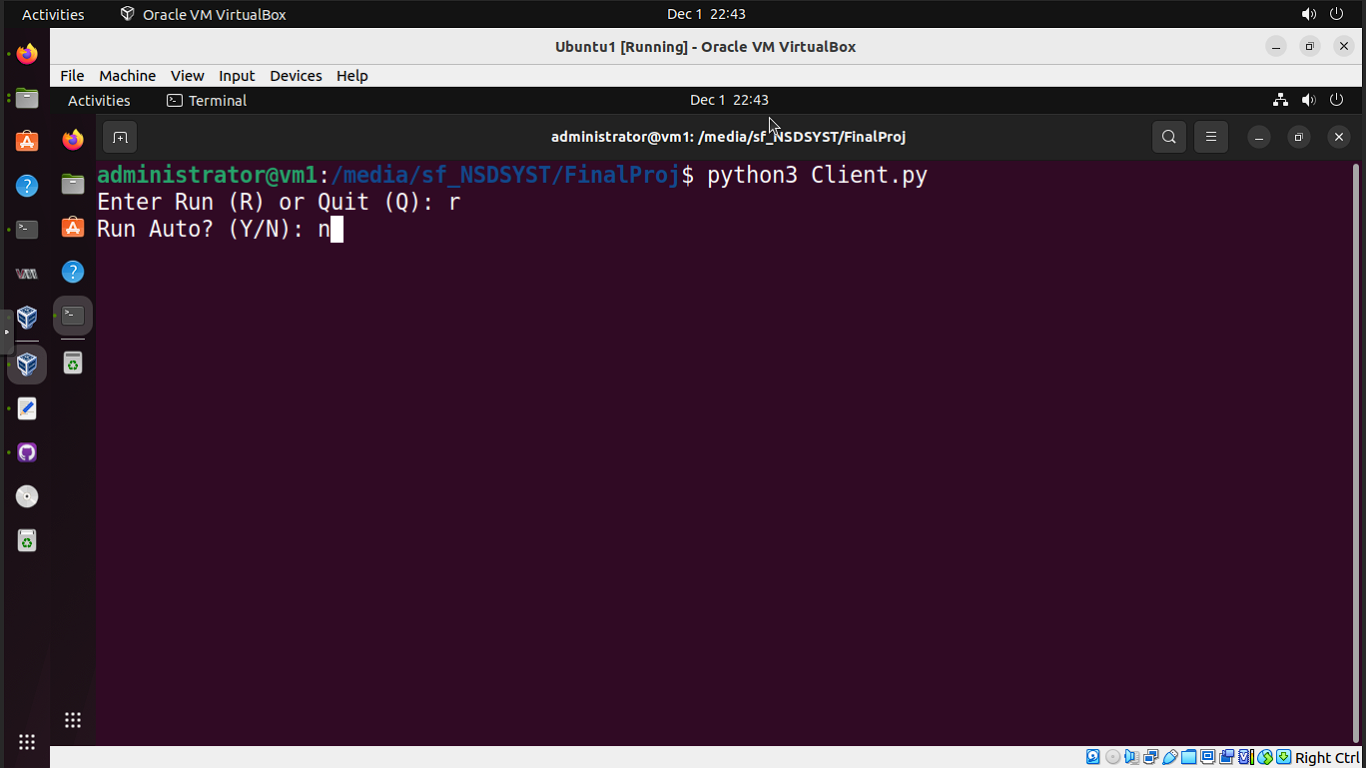 Activities Oracle VM VirtualBox Dec 1 22:43
Ubuntu1 [Running] - Oracle VM VirtualBox
File Machine View Input Devices Help
Activities Terminal Dec 1 22:43
administrator@vm1: /media/sf_NSDSYST/FinalProj
administrator@vm1:/media/sf_NSDSYST/FinalProj$ python3 Client.py
Enter Run (R) or Quit (Q): r
Run Auto? (Y/N): n
Right Ctrl